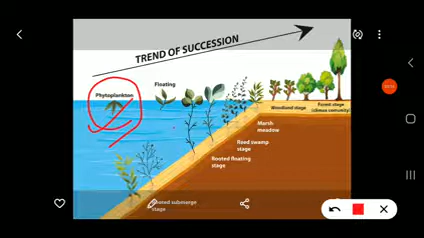 TREND OF SUCCESSION
Phytoplankton
Floating
Woodland stage
Forest stage
(climax community)
Marsh
meadow
Reed swamp
stage
Rooted floating
stage
submerge
stage